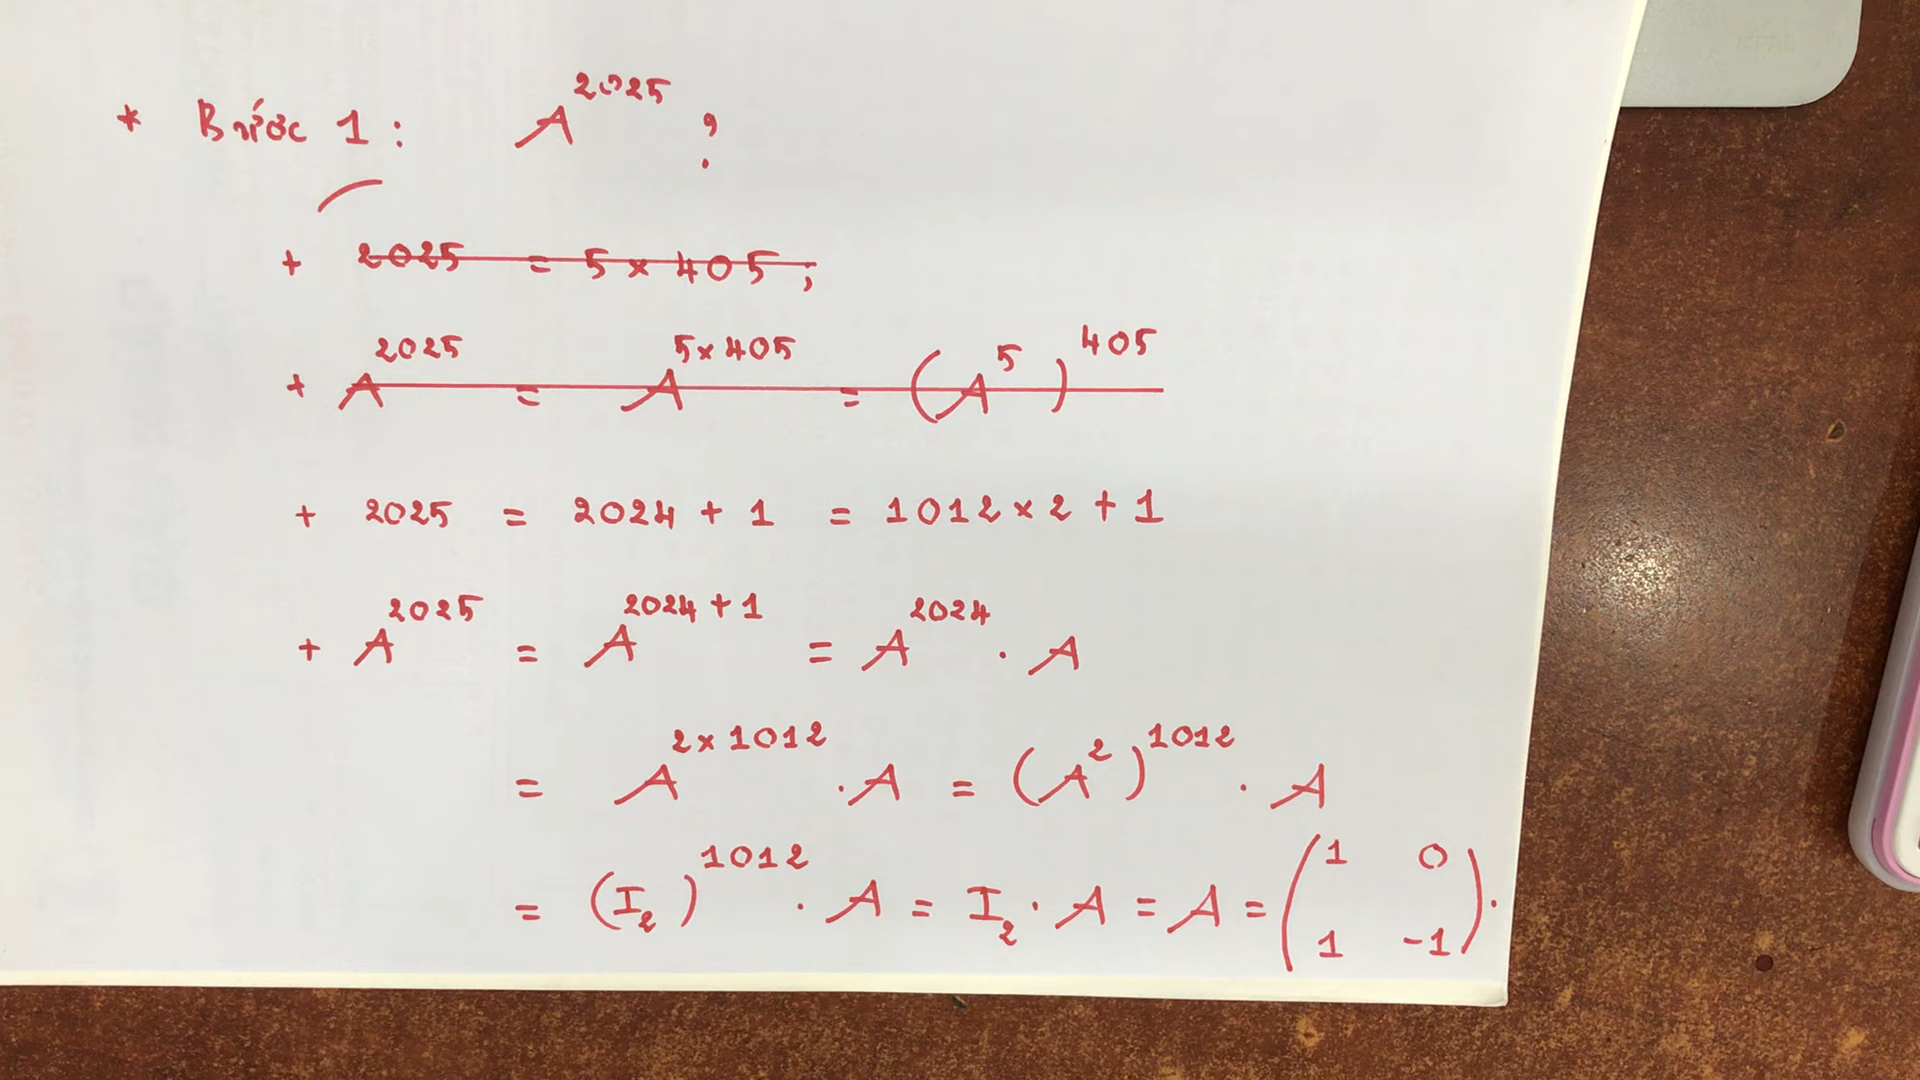 * Bước 1: A^2025 ?
+ 2025 = 5 × 405;
+ A^2025 = A^(5×405) = (A^5)^405
+ 2025 = 2024 + 1 = 1012 × 2 + 1
+ A^2025 = A^(2024+1) = A^2024 . A
= A^(2×1012) . A = (A^2)^1012 . A
= (I_2)^1012 . A = I_2 . A = A = (1 0
1 -1).